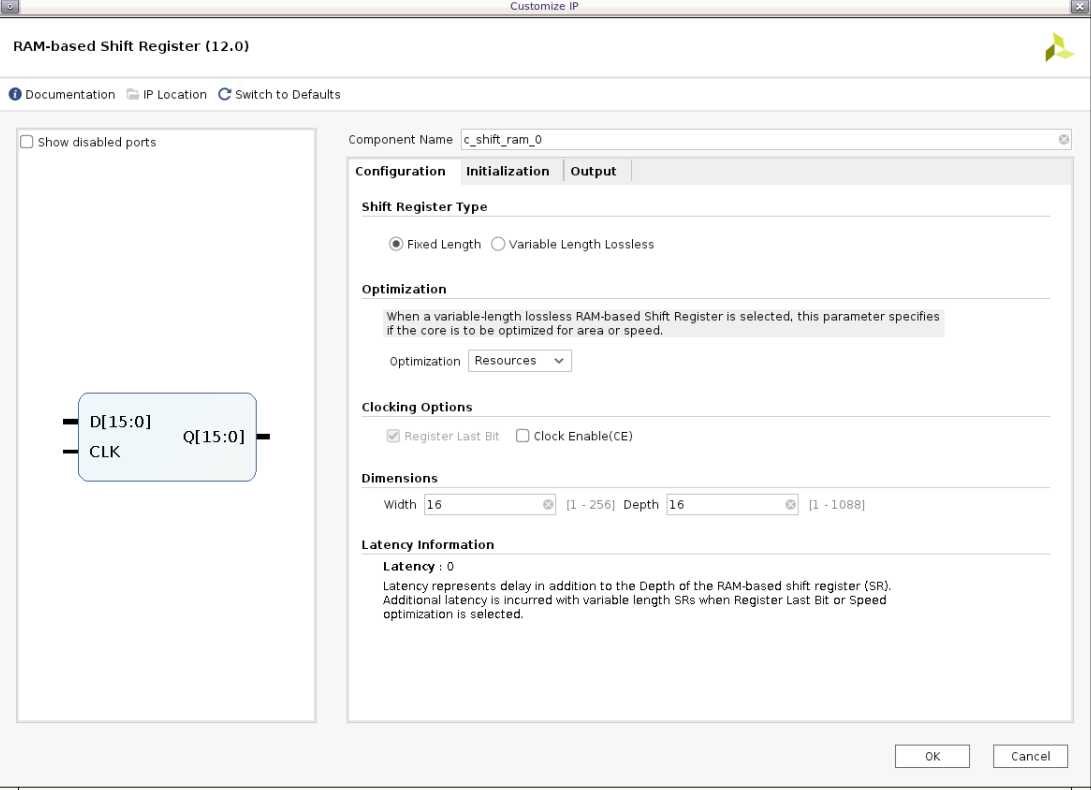 Customize IP
RAM-based Shift Register (12.0)
Documentation IP Location Switch to Defaults
Show disabled ports
D[15:0]
CLK
Q[15:0]
Component Name c_shift_ram_0
Configuration Initialization Output
Shift Register Type
Fixed Length Variable Length Lossless
Optimization
When a variable-length lossless RAM-based Shift Register is selected, this parameter specifies
if the core is to be optimized for area or speed.
Optimization Resources
Clocking Options
Register Last Bit Clock Enable(CE)
Dimensions
Width 16 [1 - 256] Depth 16 [1 - 1088]
Latency Information
Latency : 0
Latency represents delay in addition to the Depth of the RAM-based shift register (SR).
Additional latency is incurred with variable length SRs when Register Last Bit or Speed
optimization is selected.
OK Cancel